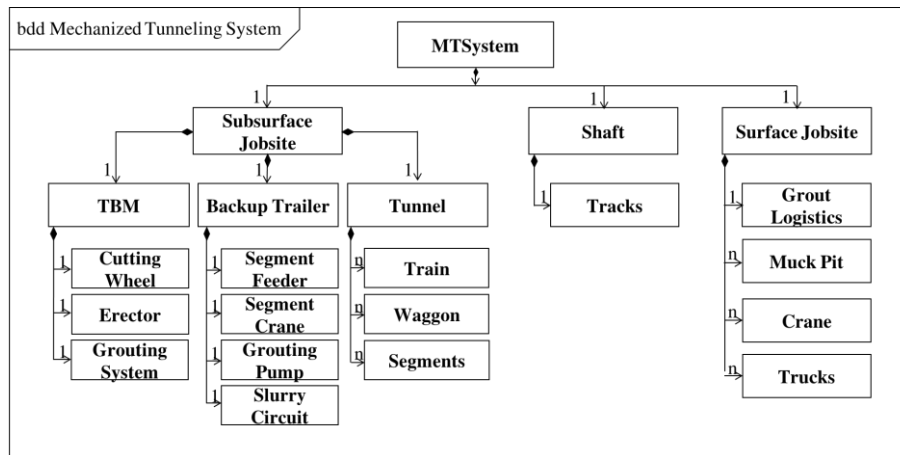 bdd Mechanized Tunneling System
MTSystem
1
1
1
Subsurface
Jobsite
Shaft
Surface Jobsite
1
1
1
TBM
Backup Trailer
Tunnel
1
Tracks
1
Grout
Logistics
1
Cutting
Wheel
1
Segment
Feeder
n
Train
n
Muck Pit
1
Erector
1
Segment
Crane
n
Waggon
n
Crane
1
Grouting
System
1
Grouting
Pump
n
Segments
n
Trucks
1
Slurry
Circuit